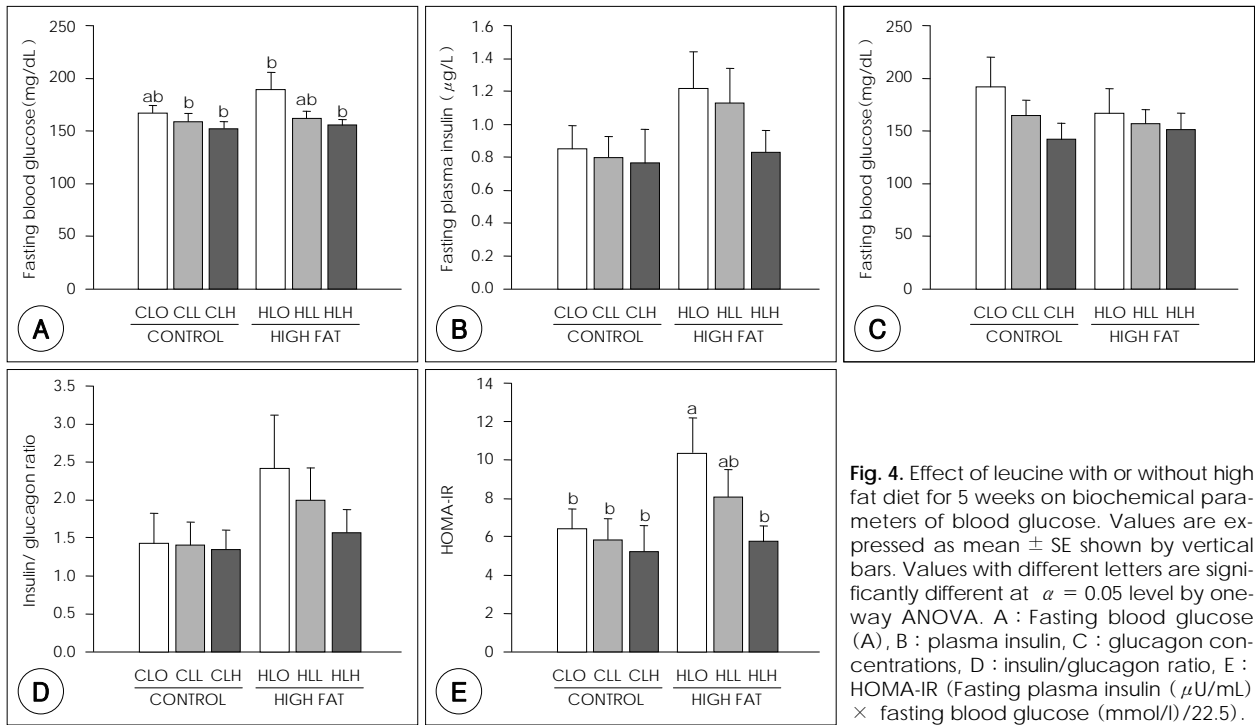 250
200
150
100
50
0
Fasting blood glucose(mg/dL )
ab b b b ab b
CLO CLL CLH HLO HLL HLH
CONTROL HIGH FAT
A
1.6
1.4
1.2
1.0
0.8
0.6
0.4
0.2
0.0
Fasting plasma insulin ( μg/L)
CLO CLL CLH HLO HLL HLH
CONTROL HIGH FAT
B
250
200
150
100
50
0
Fasting blood glucose(mg/dL )
CLO CLL CLH HLO HLL HLH
CONTROL HIGH FAT
C
3.5
3.0
2.5
2.0
1.5
1.0
0.0
Insulin/ glucagon ratio
CLO CLL CLH HLO HLL HLH
CONTROL HIGH FAT
D
14
12
10
8
6
4
2
0
HOMA-IR
b b b a ab b
CLO CLL CLH HLO HLL HLH
CONTROL HIGH FAT
E
Fig. 4. Effect of leucine with or without high
fat diet for 5 weeks on biochemical para-
meters of blood glucose. Values are ex-
pressed as mean ± SE shown by vertical
bars. Values with different letters are signi-
ficantly different at α = 0.05 level by one-
way ANOVA. A : Fasting blood glucose
(A), B : plasma insulin, C : glucagon con-
centrations, D : insulin/glucagon ratio, E :
HOMA-IR (Fasting plasma insulin ( μU/mL)
× fasting blood glucose (mmol/l)/22.5).